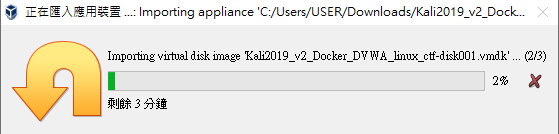 正在匯入應用裝置 ...: Importing appliance 'C:/Users/USER/Downloads/Kali2019_v2_Dock...
Importing virtual disk image 'Kali2019_v2_Docker_DVWA_linux_ctf-disk001.vmdk' ... (2/3)
2%
剩餘 3 分鐘